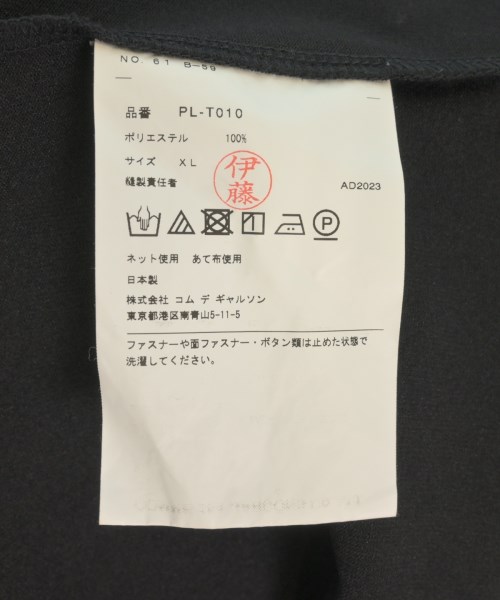 NO. 61 B-59
品番 PL-T010
ポリエステル 100%
サイズ XL
伊藤
縫製責任者 AD2023
P
ネット使用 あて布使用
日本製
株式会社 コム デ ギャルソン
東京都港区南青山5-11-5
ファスナーや面ファスナー・ボタン類は止めた状態で
洗濯してください。